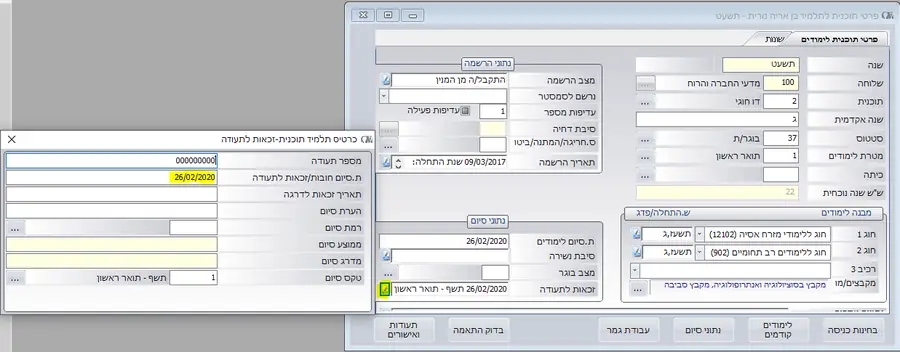 פרטי תוכנית לתלמיד בן אריה נורית - תשעט
פרטי תוכנית לימודים
שונות
שנה תשעט
שלוחה 100 מדעי החברה והרוח
תוכנית 2 דו חוגי ...
שנה אקדמית ג
סטטוס 37 בוגר/ת ...
מטרת לימודים 1 תואר ראשון ...
כיתה ...
ש"ש שנה נוכחית 22
מבנה לימודים ש.התחלה/פדג
חוג 1 חוג ללימודי מזרח אסיה (12102) תשעז,ג
חוג 2 חוג ללימודים רב תחומיים (902) תשעז,ג
רכיב 3
מקבצים/מו מקבץ בסוציולוגיה ואנתרופולוגיה, מקבץ סביבה ...
נתוני הרשמה
מצב הרשמה התקבל/ה מן המנין
נרשם לסמסטר
עדיפות מספר 1 עדיפות פעילה
סיבת דחיה ...
ס.חריגה/המתנה/ביטו ...
תאריך הרשמה 09/03/2017 שנת התחלה:
נתוני סיום
ת.סיום לימודים 26/02/2020
סיבת נשירה
מצב בוגר ...
זכאות לתעודה 26/02/2020 תשף - תואר ראשון
בחינות כניסה
לימודים קודמים
נתוני סיום
עבודת גמר
בדוק התאמה
תעודות ואישורים
כרטיס תלמיד תוכנית-זכאות לתעודה
מספר תעודה 000000000
ת.סיום חובות/זכאות לתעודה 26/02/2020
תאריך זכאות לדרגה
הערת סיום
רמת סיום ...
ממוצע סיום
מדרג סיום
טקס סיום 1 תשף - תואר ראשון ...